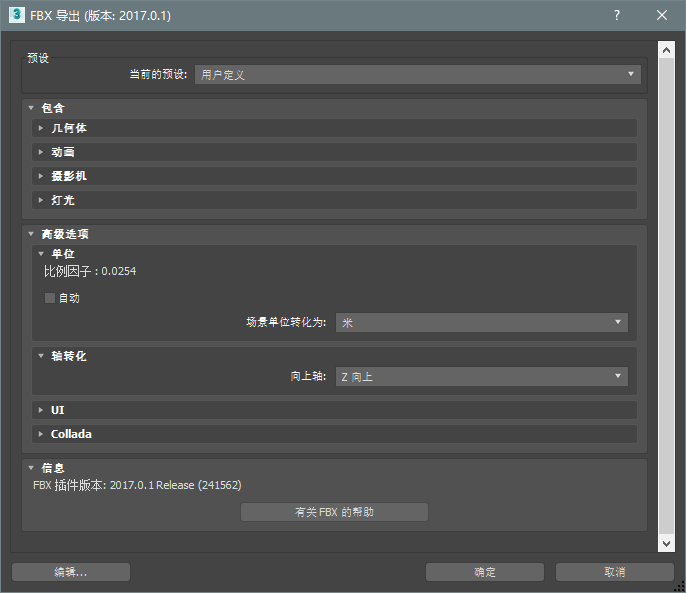 FBX 导出 (版本: 2017.0.1)
预设
当前的预设: 用户定义
包含
几何体
动画
摄影机
灯光
高级选项
单位
比例因子 : 0.0254
自动
场景单位转化为: 米
轴转化
向上轴: Z 向上
UI
Collada
信息
FBX 插件版本: 2017.0.1 Release (241562)
有关 FBX 的帮助
编辑... 确定 取消